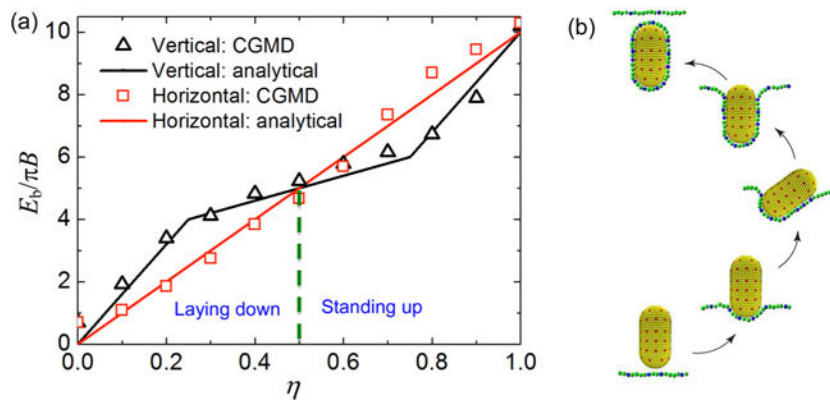 (a)
10
8
6
4
2
0
E_b/πB
Vertical: CGMD
Vertical: analytical
Horizontal: CGMD
Horizontal: analytical
Laying down
Standing up
0.0 0.2 0.4 0.6 0.8 1.0
η
(b)